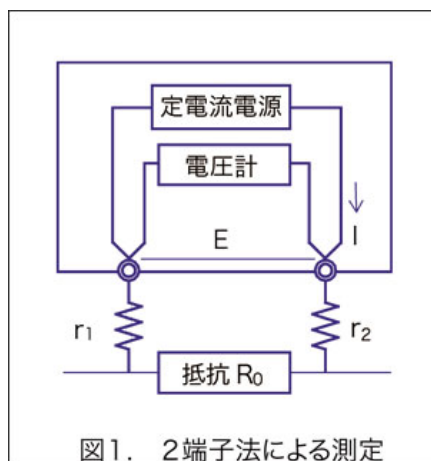 定電流電源
電圧計
E
I
r₁
r₂
抵抗 R₀
図1. 2端子法による測定